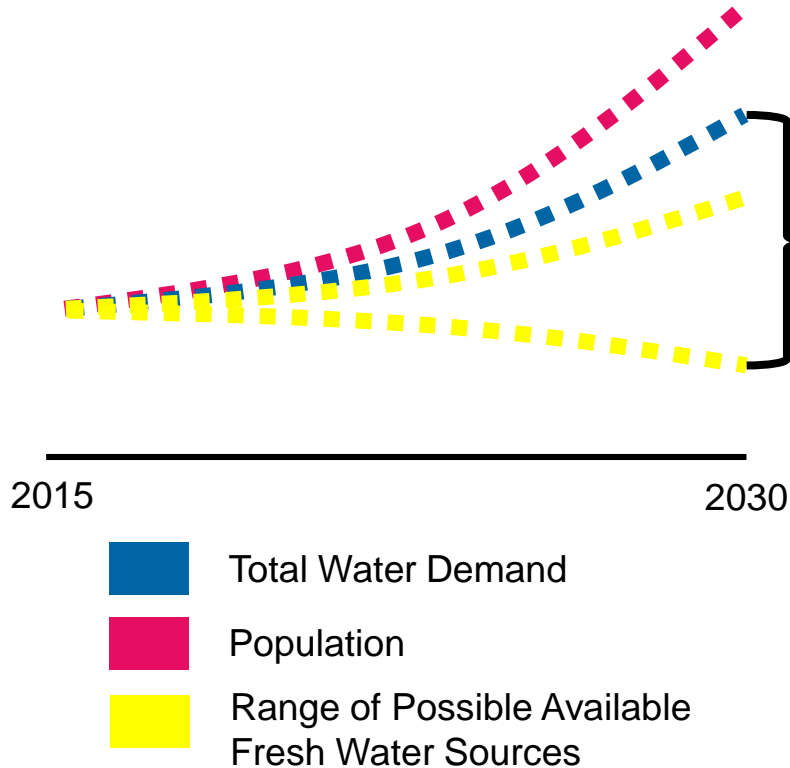 2015
2030
Total Water Demand
Population
Range of Possible Available
Fresh Water Sources